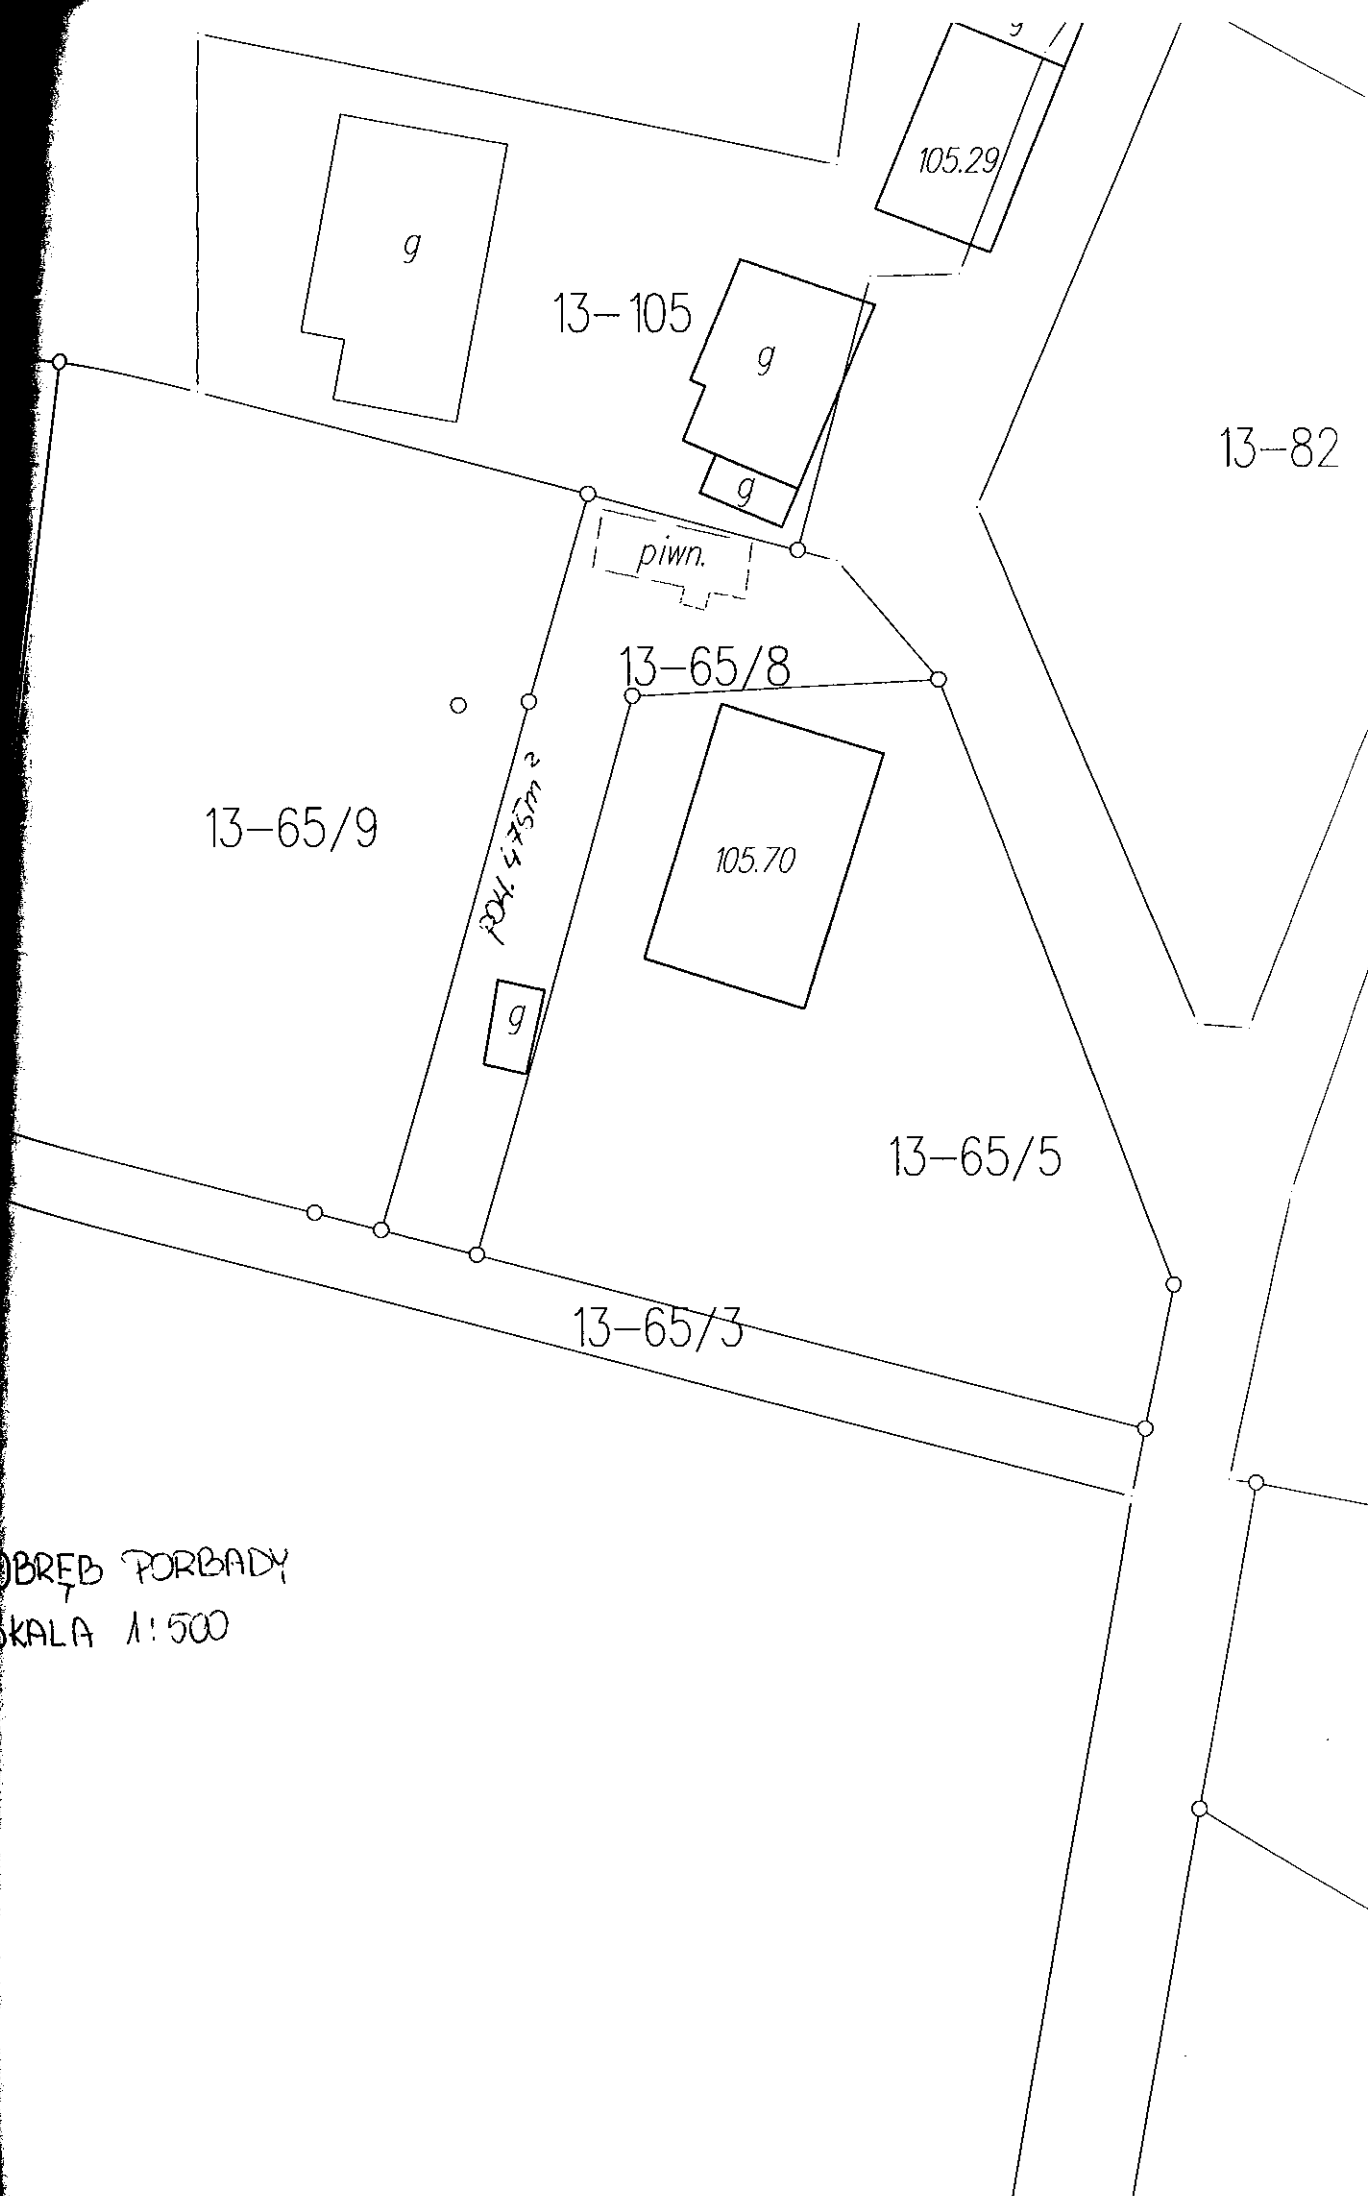 g
105.29
g
13-105
g
13-82
g
piwn.
13-65/8
pow. 475m²
13-65/9
105.70
g
13-65/5
13-65/3
OBRĘB PORBADY
SKALA 1:500